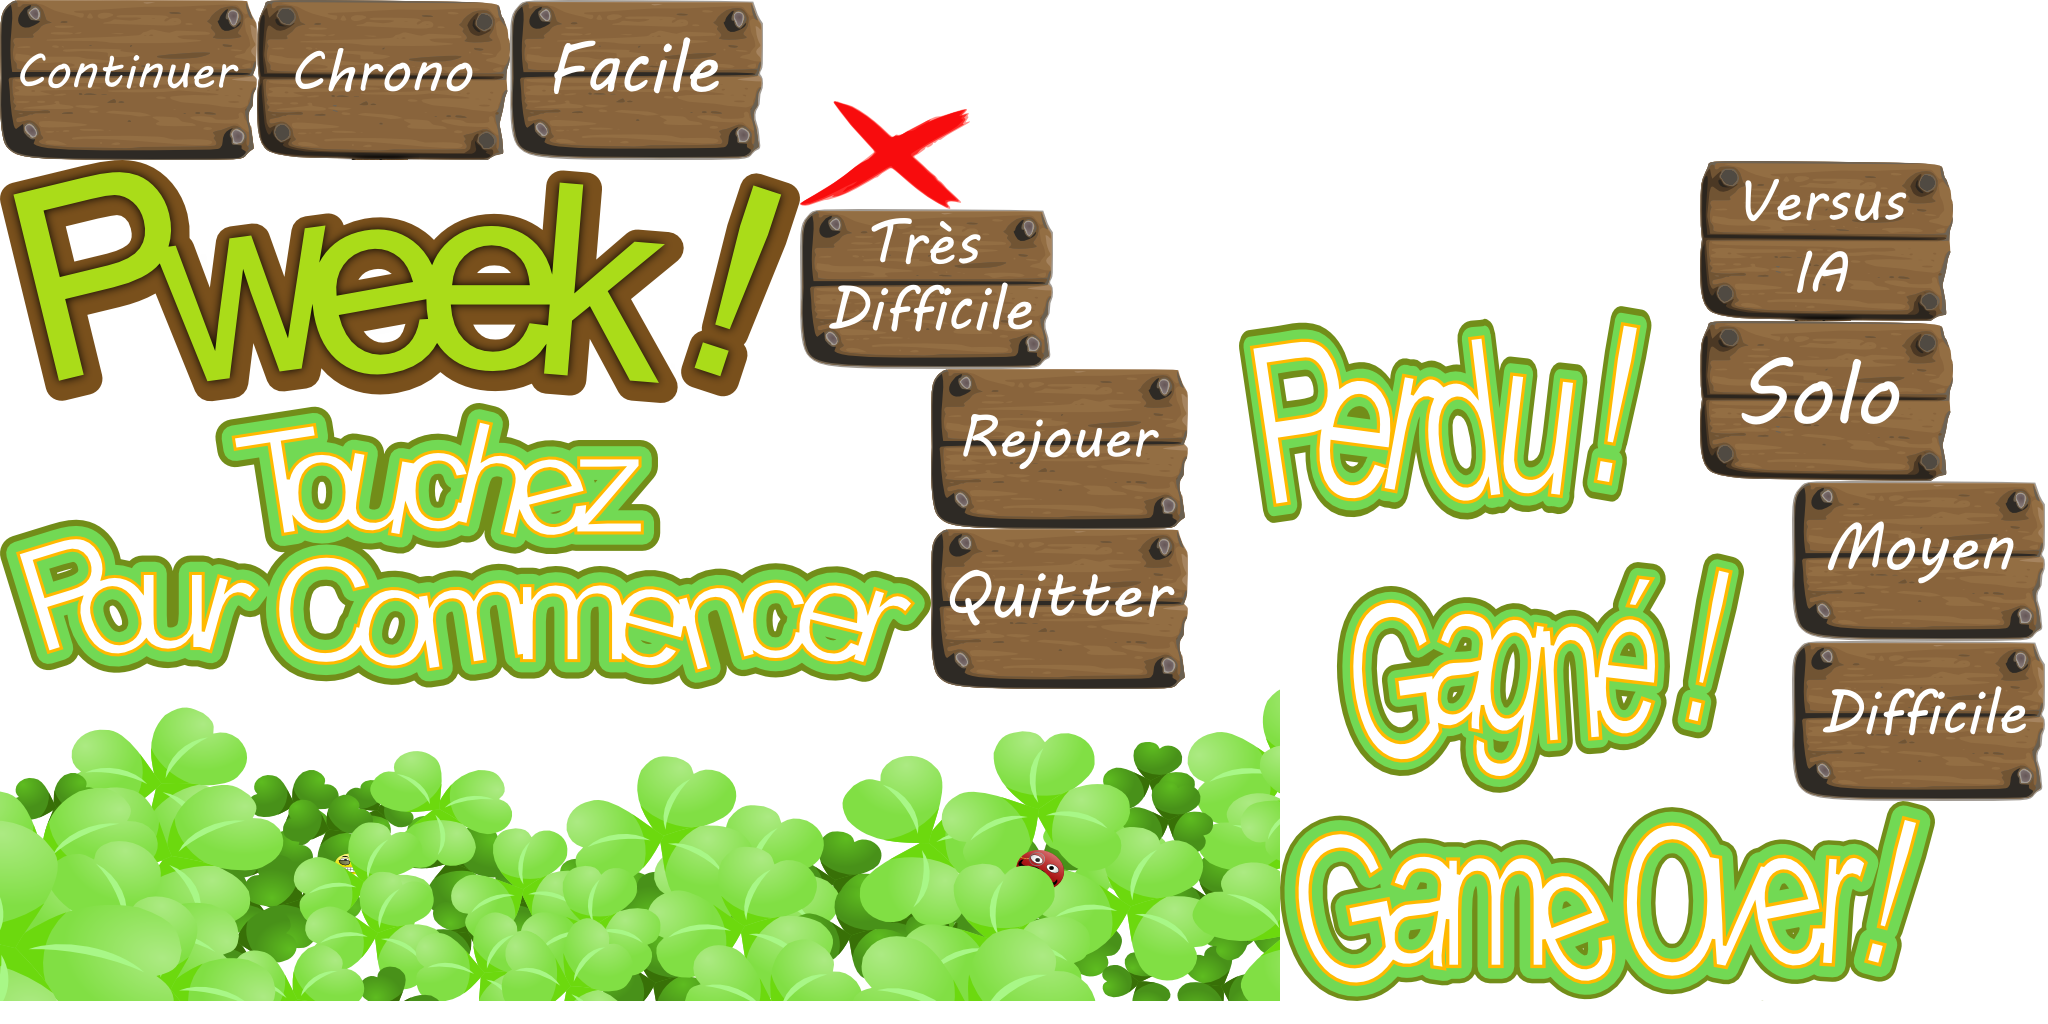 Continuer
Chrono
Facile
Pweek !
Très
Difficile
Versus
IA
Solo
Perdu !
Touchez
Pour Commencer
Rejouer
Quitter
Moyen
Gagné !
Difficile
Game Over !